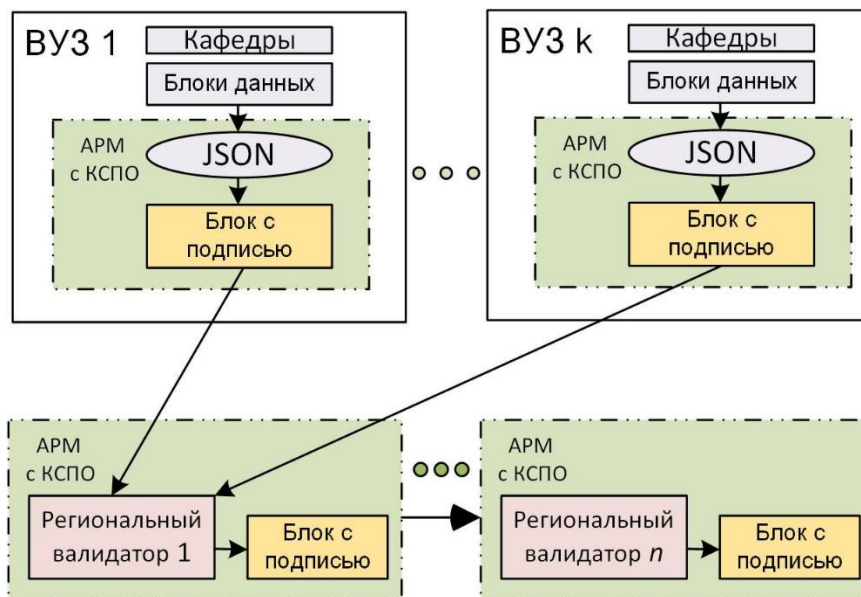 ВУЗ 1
Кафедры
Блоки данных
АРМ
с КСПО
JSON
Блок с
подписью
ВУЗ k
Кафедры
Блоки данных
АРМ
с КСПО
JSON
Блок с
подписью
АРМ
с КСПО
Региональный
валидатор 1
Блок с
подписью
АРМ
с КСПО
Региональный
валидатор n
Блок с
подписью